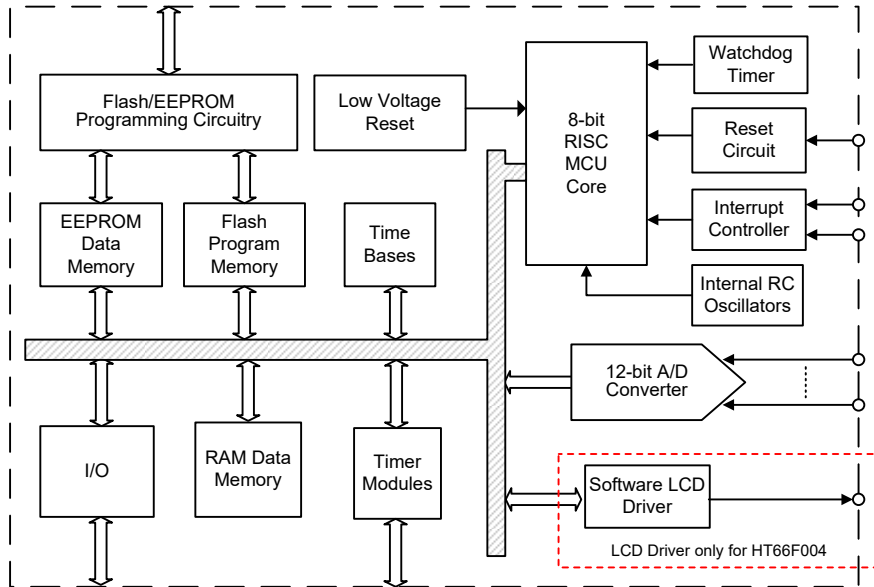 Flash/EEPROM
Programming Circuitry
Low Voltage
Reset
8-bit
RISC
MCU
Core
Watchdog
Timer
Reset
Circuit
Interrupt
Controller
Internal RC
Oscillators
EEPROM
Data
Memory
Flash
Program
Memory
Time
Bases
12-bit A/D
Converter
I/O
RAM Data
Memory
Timer
Modules
Software LCD
Driver
LCD Driver only for HT66F004